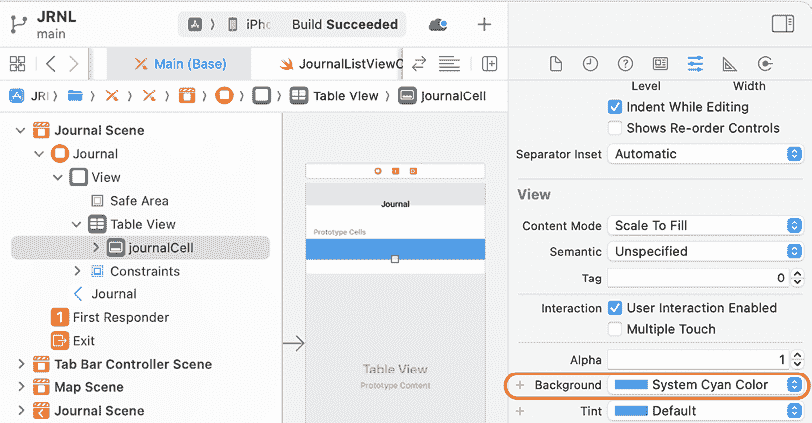 JRNL
main
iPh
Build Succeeded
Main (Base)
JournalListViewC
JRI
Table View
journalCell
Journal Scene
Journal
View
Safe Area
Table View
journalCell
Constraints
Journal
1 First Responder
Exit
Tab Bar Controller Scene
Map Scene
Journal Scene
Journal
Prototype Cells
Table View
Prototype Content
Level Width
Indent While Editing
Shows Re-order Controls
Separator Inset Automatic
View
Content Mode Scale To Fill
Semantic Unspecified
Tag 0
Interaction User Interaction Enabled
Multiple Touch
Alpha 1
Background System Cyan Color
Tint Default